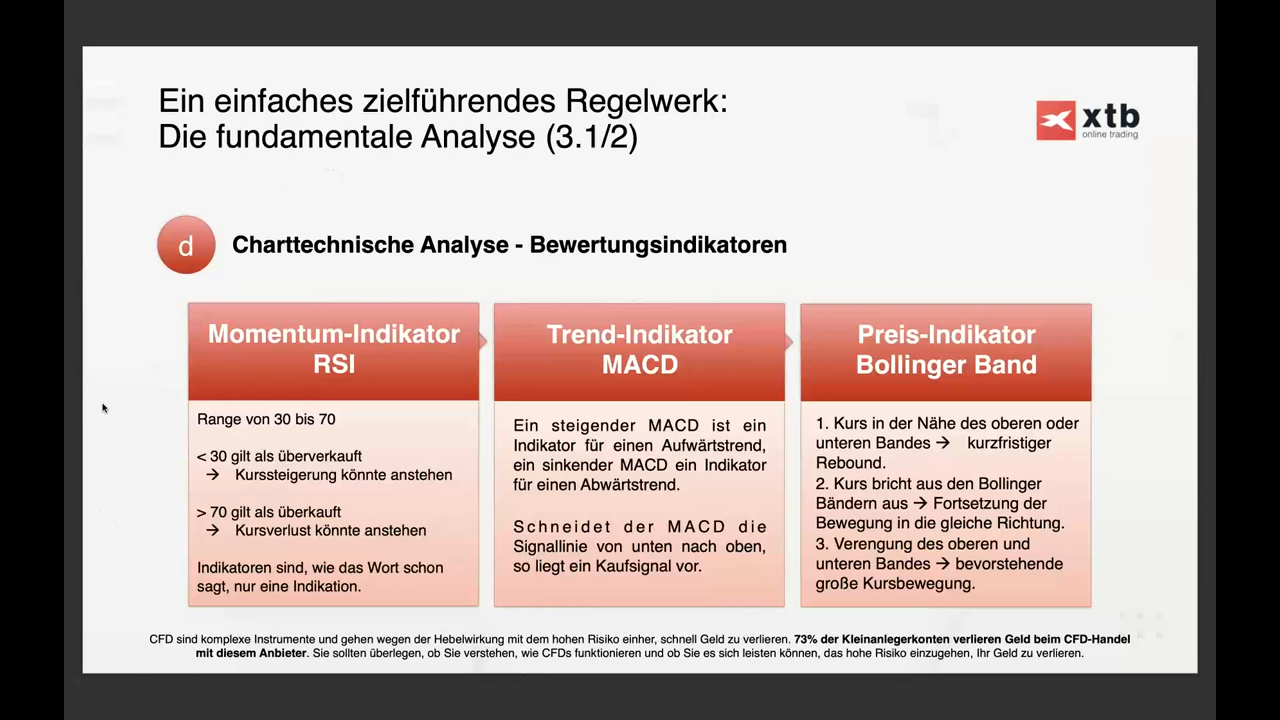 Ein einfaches zielführendes Regelwerk:
Die fundamentale Analyse (3.1/2)
xtb
online trading
d
Charttechnische Analyse - Bewertungsindikatoren
Momentum-Indikator
RSI
Range von 30 bis 70
< 30 gilt als überverkauft
→ Kurssteigerung könnte anstehen
> 70 gilt als überkauft
→ Kursverlust könnte anstehen
Indikatoren sind, wie das Wort schon
sagt, nur eine Indikation.
Trend-Indikator
MACD
Ein steigender MACD ist ein
Indikator für einen Aufwärtstrend,
ein sinkender MACD ein Indikator
für einen Abwärtstrend.
Schneidet der MACD die
Signallinie von unten nach oben,
so liegt ein Kaufsignal vor.
Preis-Indikator
Bollinger Band
1. Kurs in der Nähe des oberen oder
unteren Bandes → kurzfristiger
Rebound.
2. Kurs bricht aus den Bollinger
Bändern aus → Fortsetzung der
Bewegung in die gleiche Richtung.
3. Verengung des oberen und
unteren Bandes → bevorstehende
große Kursbewegung.
CFD sind komplexe Instrumente und gehen wegen der Hebelwirkung mit dem hohen Risiko einher, schnell Geld zu verlieren. 73% der Kleinanlegerkonten verlieren Geld beim CFD-Handel
mit diesem Anbieter. Sie sollten überlegen, ob Sie verstehen, wie CFDs funktionieren und ob Sie es sich leisten können, das hohe Risiko einzugehen, Ihr Geld zu verlieren.